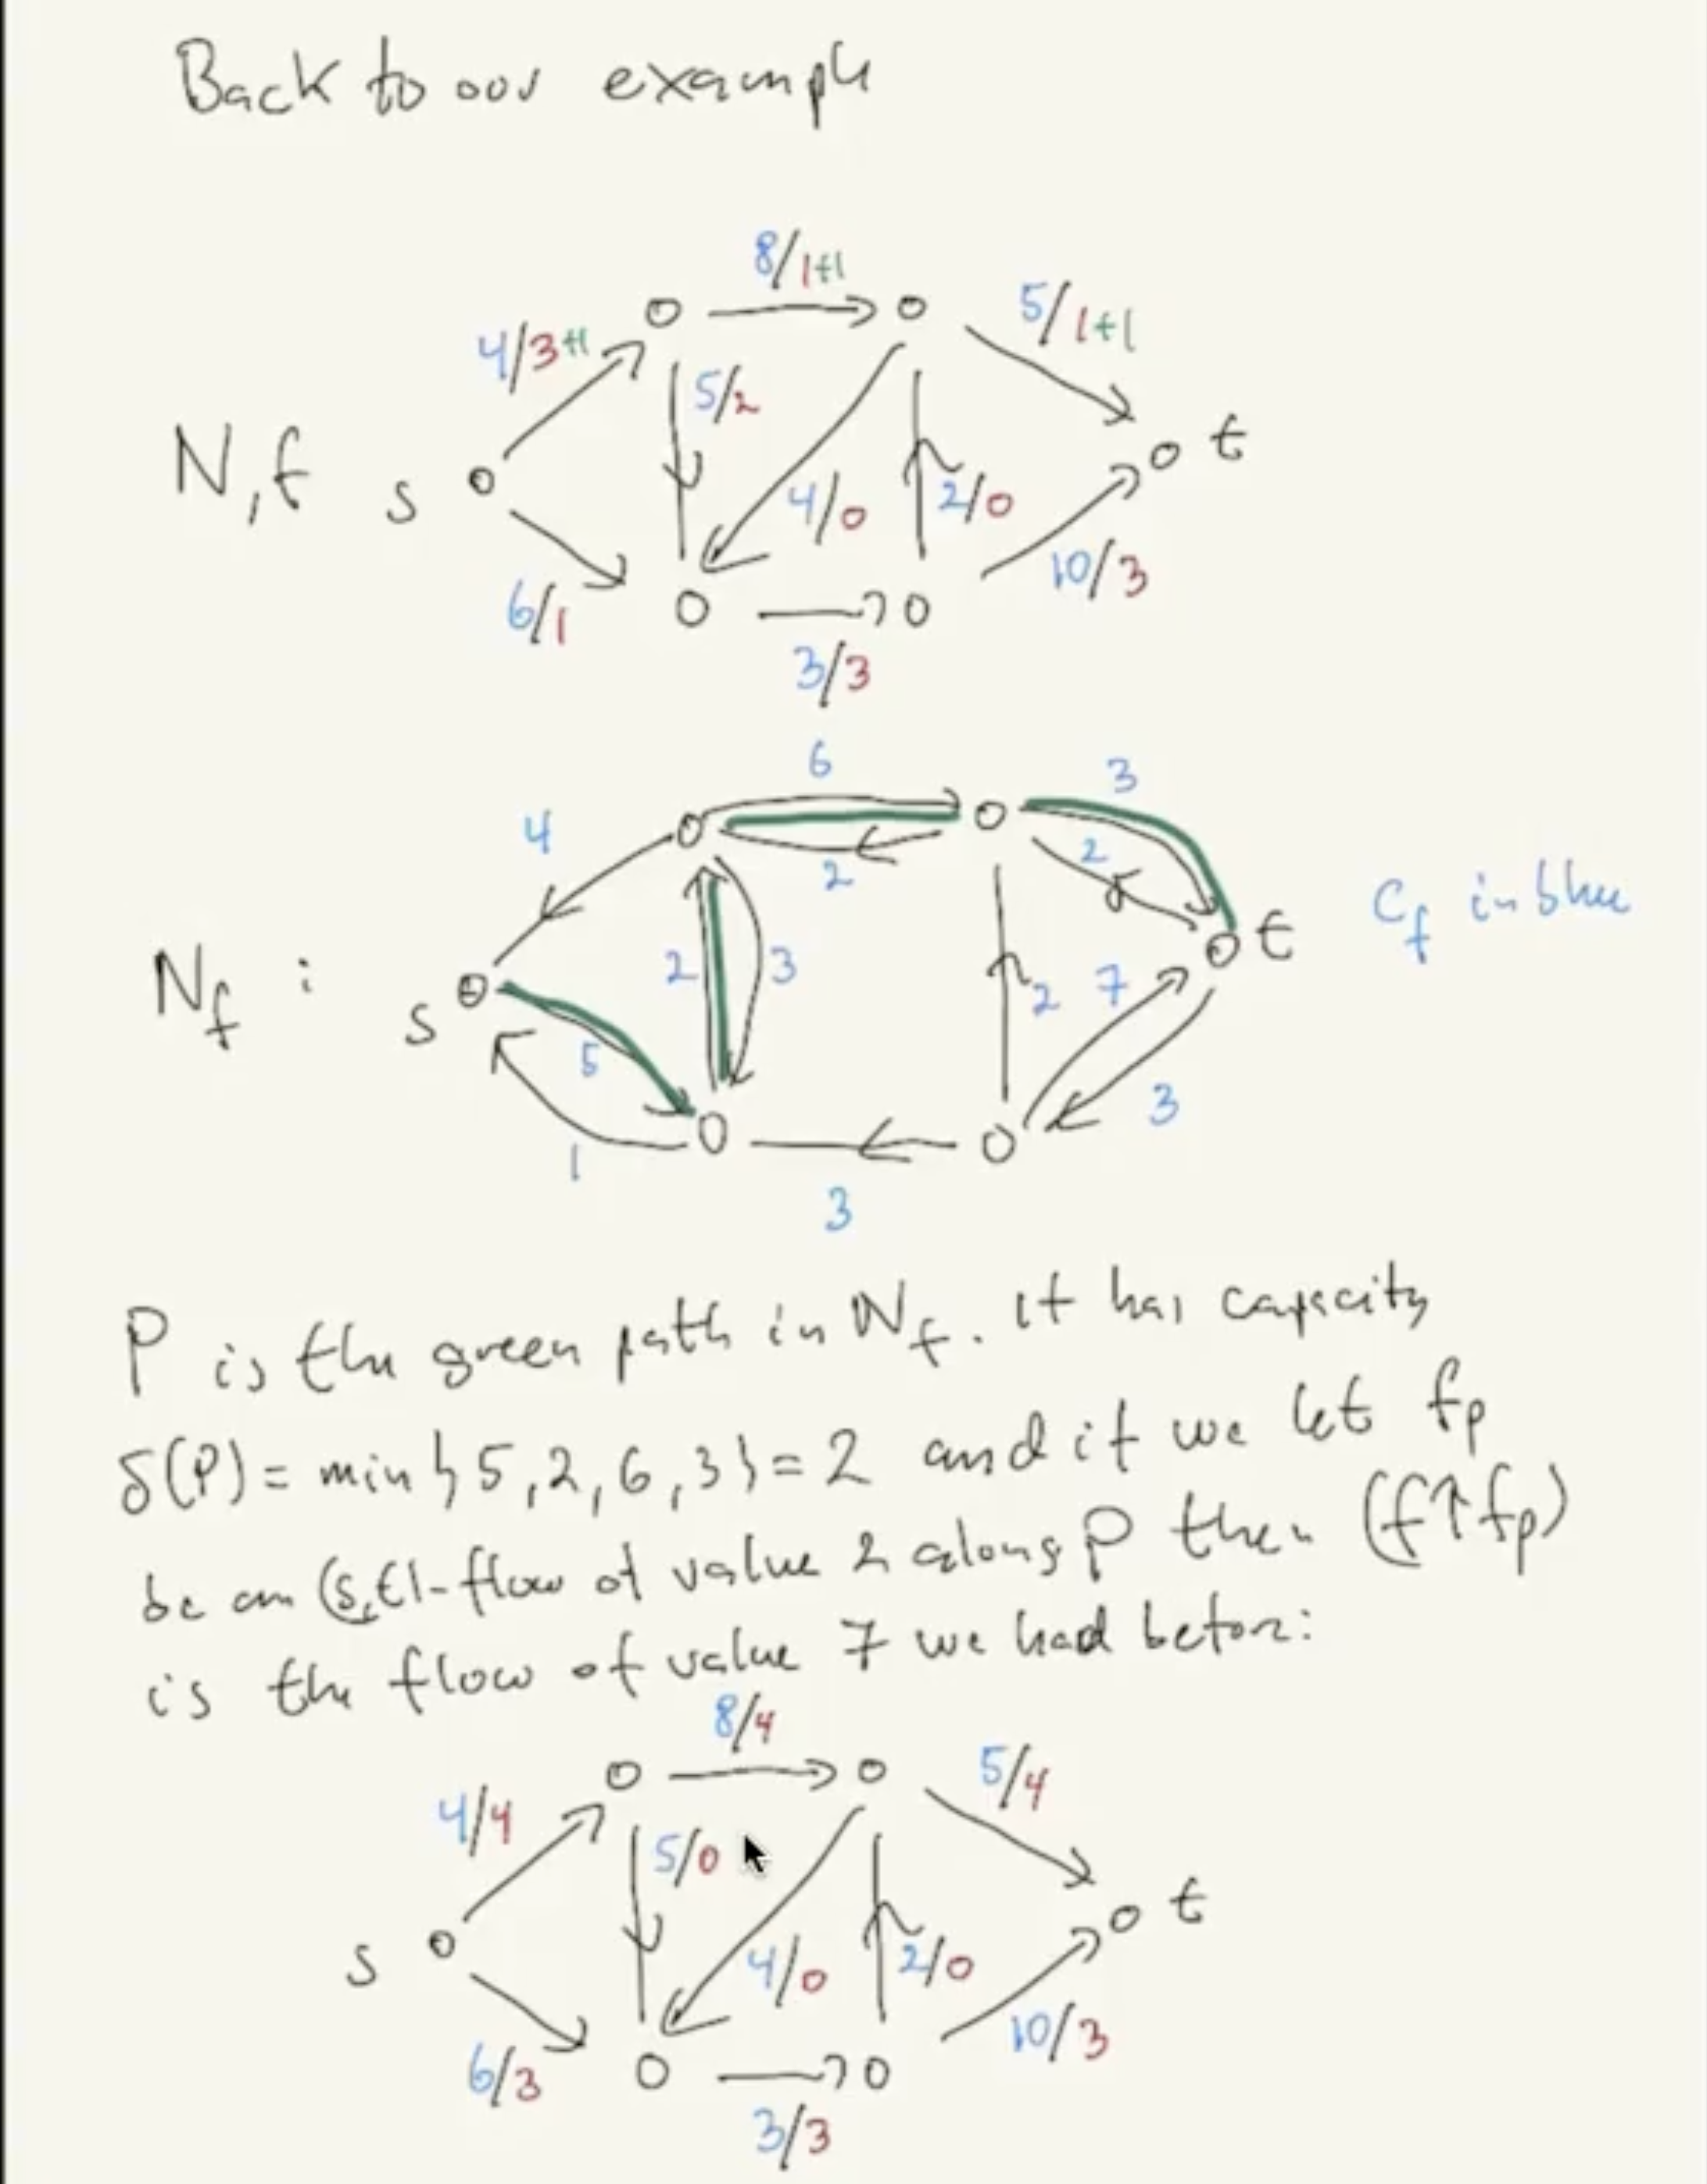 Back to our example
8/1+1
4/3+1
5/1+1
5/2
N,f
s
t
4/0
2/0
6/1
10/3
3/3
6
3
4
2
2
C_f in blue
N_f :
s
t
2
3
2
7
5
3
1
3
P is the green path in N_f. It has capacity
δ(P) = min{5,2,6,3} = 2 and if we let f_p
be an (s,t)-flow of value 2 along P then (f↑f_p)
is the flow of value 7 we had before:
8/4
4/4
5/4
5/0
s
t
4/0
2/0
6/3
10/3
3/3